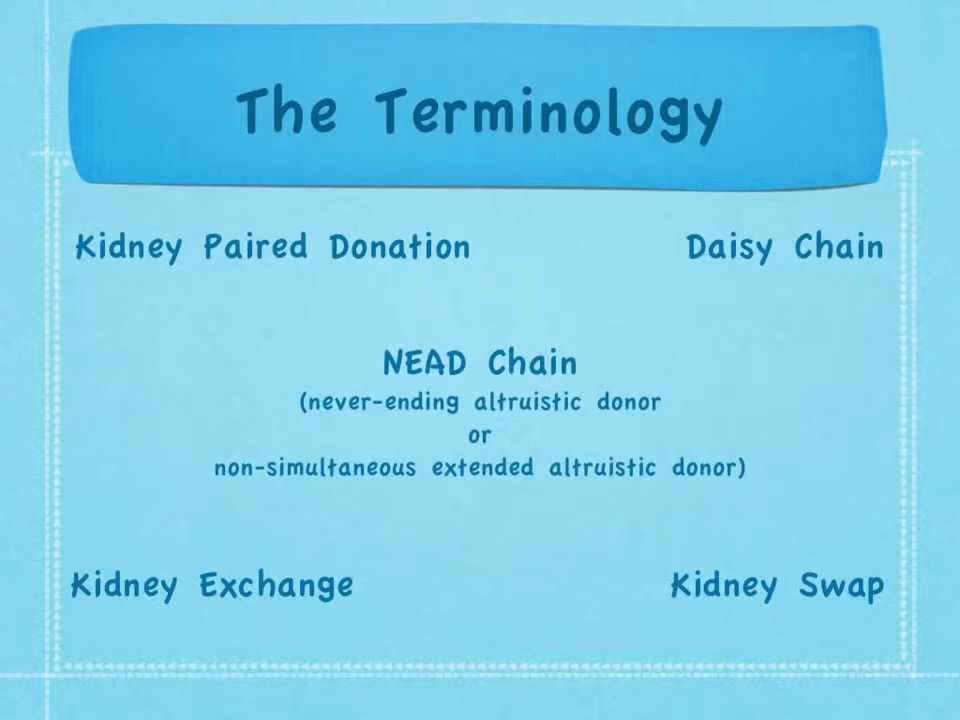 The Terminology
Kidney Paired Donation
Daisy Chain
NEAD Chain
(never-ending altruistic donor
or
non-simultaneous extended altruistic donor)
Kidney Exchange
Kidney Swap